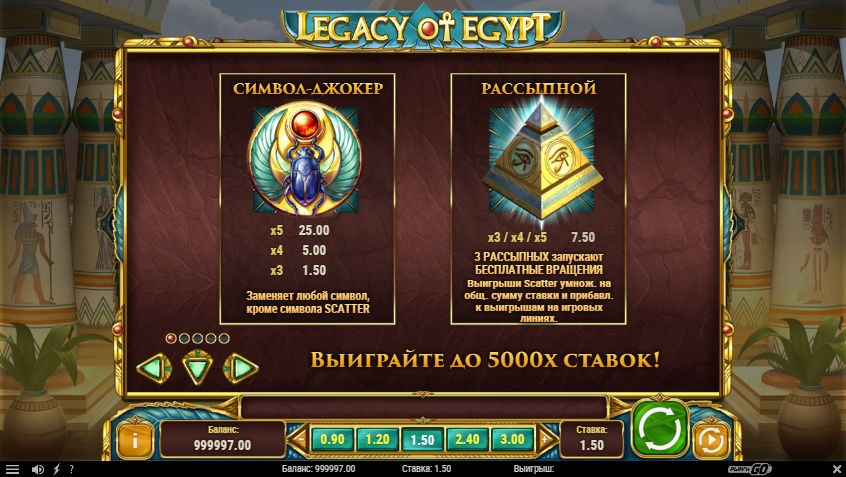 LEGACY OF EGYPT
СИМВОЛ-ДЖОКЕР
x5 25.00
x4 5.00
x3 1.50
Заменяет любой символ,
кроме символа SCATTER
РАССЫПНОЙ
x3 / x4 / x5 7.50
3 РАССЫПНЫХ запускают
БЕСПЛАТНЫЕ ВРАЩЕНИЯ
Выигрыши Scatter умнож. на
общ. сумму ставки и прибавл.
к выигрышам на игровых
линиях.
ВЫИГРАЙТЕ ДО 5000X СТАВОК!
i
Баланс:
999997.00
- 0.90 1.20 1.50 2.40 3.00 +
Ставка:
1.50
? Баланс: 999997.00 Ставка: 1.50 Выигрыш: PLAY'N GO